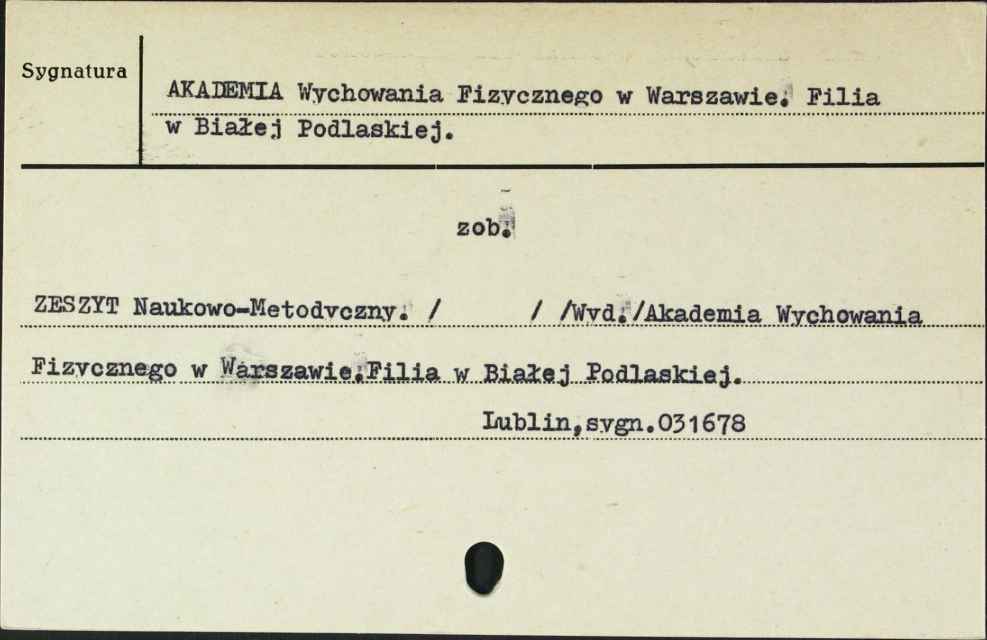 Sygnatura
AKADEMIA Wychowania Fizycznego w Warszawie. Filia
w Białej Podlaskiej.
zob.
ZESZYT Naukowo-Metodyczny. /      / /Wyd./Akademia Wychowania
Fizycznego w Warszawie.Filia w Białej Podlaskiej.
Lublin,sygn.031678